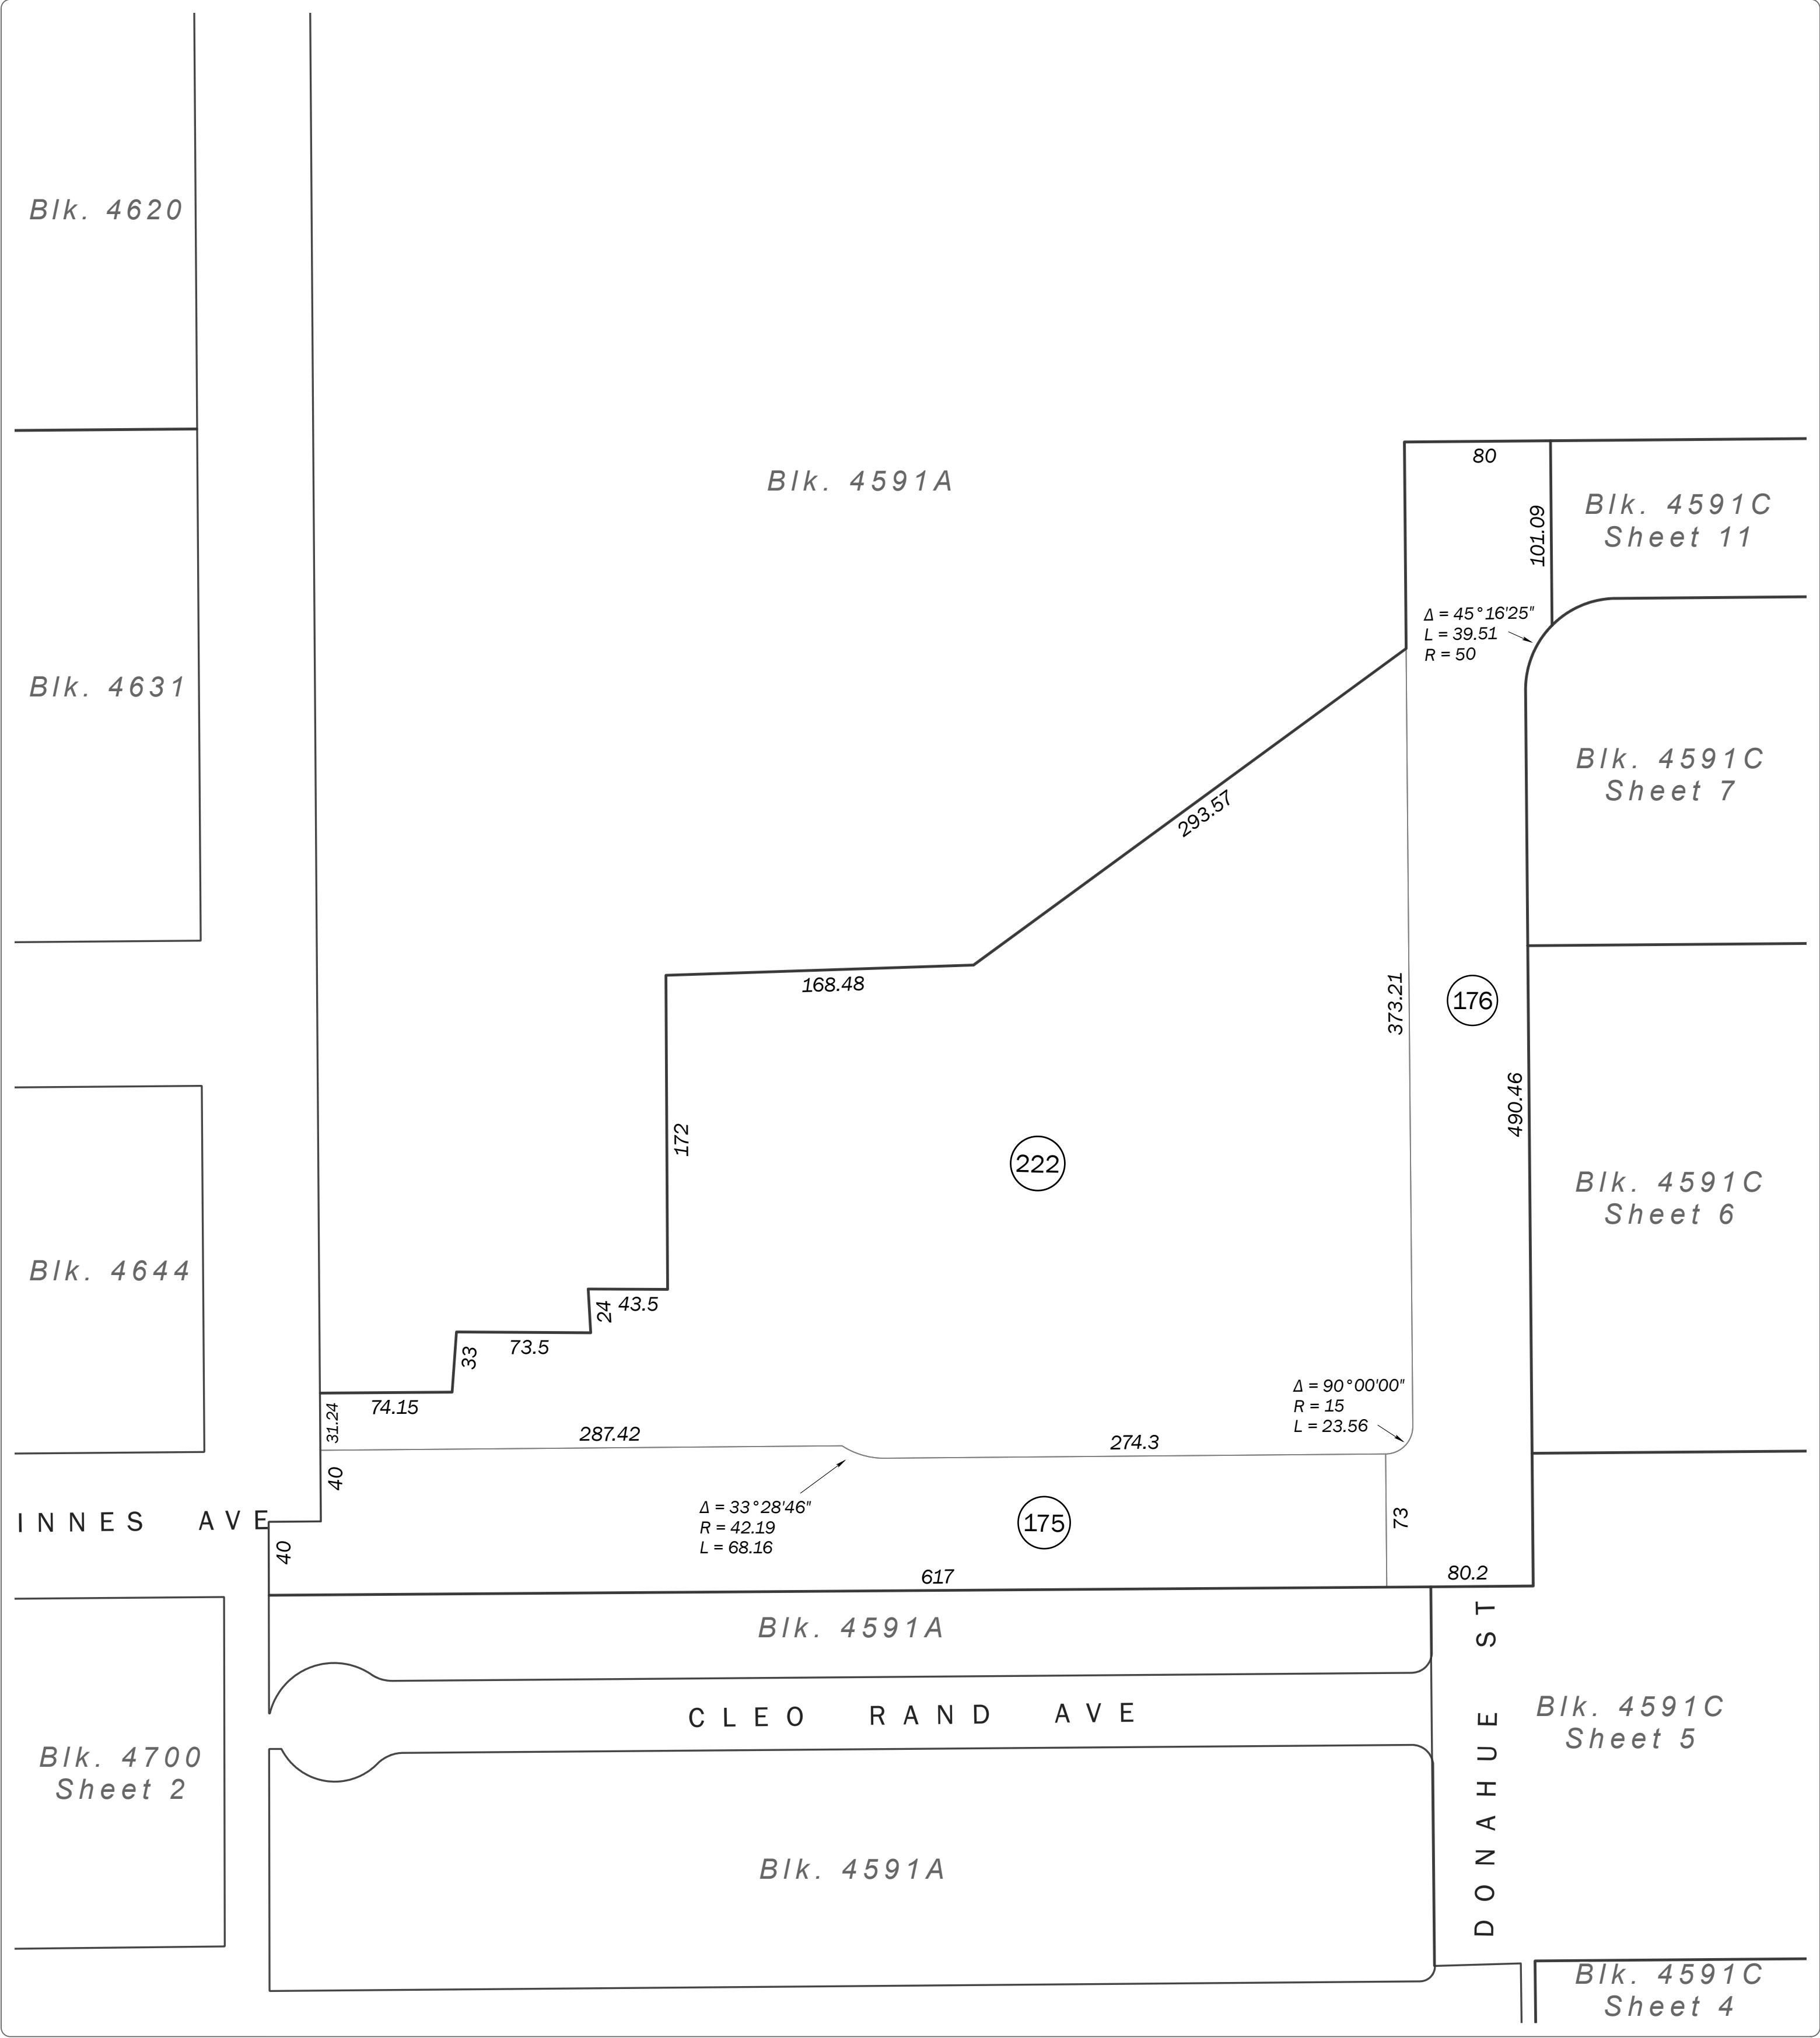 Blk. 4620
Blk. 4591A
80
101.09
Blk. 4591C
Sheet 11
Δ = 45°16'25"
L = 39.51
R = 50
Blk. 4631
Blk. 4591C
Sheet 7
293.57
168.48
373.21
176
172
490.46
222
Blk. 4591C
Sheet 6
Blk. 4644
24
43.5
33
73.5
74.15
31.24
287.42
274.3
Δ = 90°00'00"
R = 15
L = 23.56
40
INNES AVE
40
Δ = 33°28'46"
R = 42.19
L = 68.16
175
73
617
80.2
Blk. 4591A
CLEO RAND AVE
DONAHUE ST
Blk. 4591C
Sheet 5
Blk. 4700
Sheet 2
Blk. 4591A
Blk. 4591C
Sheet 4